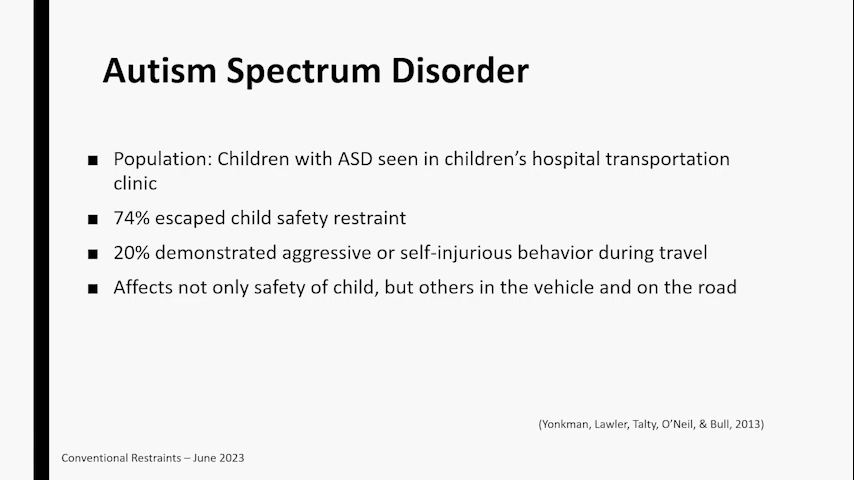 Autism Spectrum Disorder
■ Population: Children with ASD seen in children’s hospital transportation
clinic
■ 74% escaped child safety restraint
■ 20% demonstrated aggressive or self-injurious behavior during travel
■ Affects not only safety of child, but others in the vehicle and on the road
(Yonkman, Lawler, Talty, O’Neil, & Bull, 2013)
Conventional Restraints – June 2023